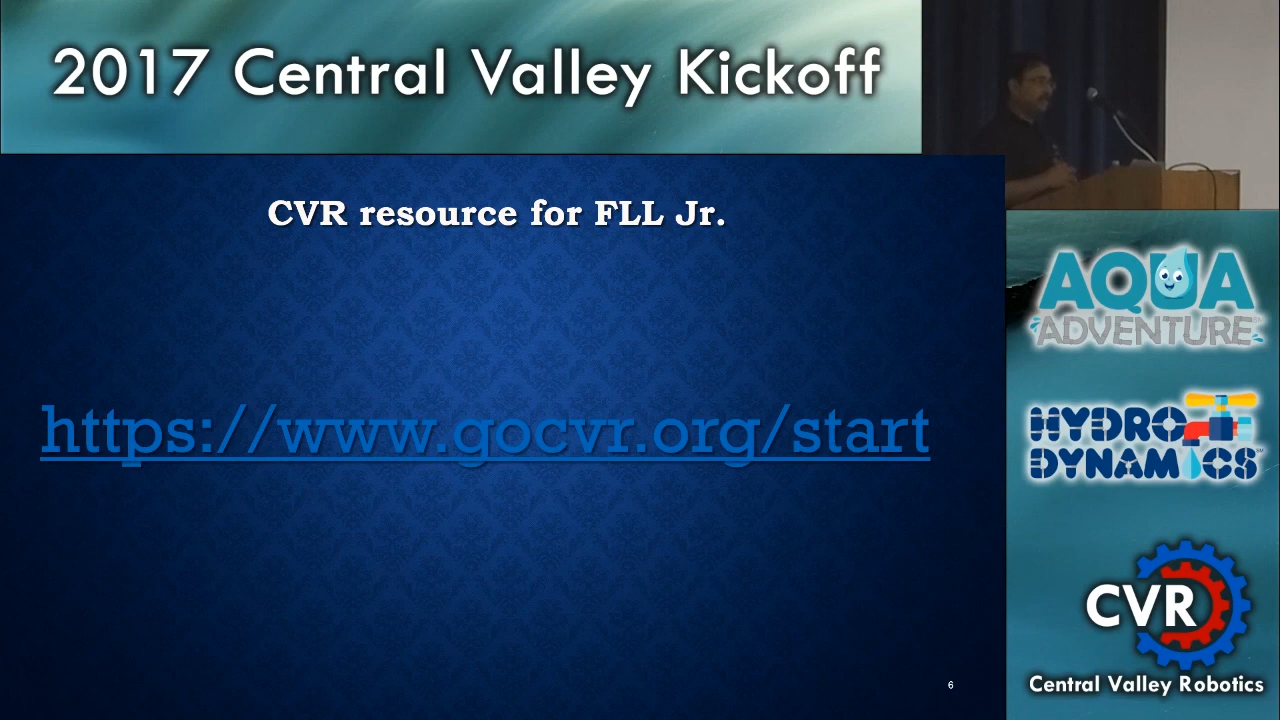 2017 Central Valley Kickoff
CVR resource for FLL Jr.
https://www.gocvr.org/start
6
AQUA
ADVENTURE
HYDRO
DYNAMICS
CVR
Central Valley Robotics